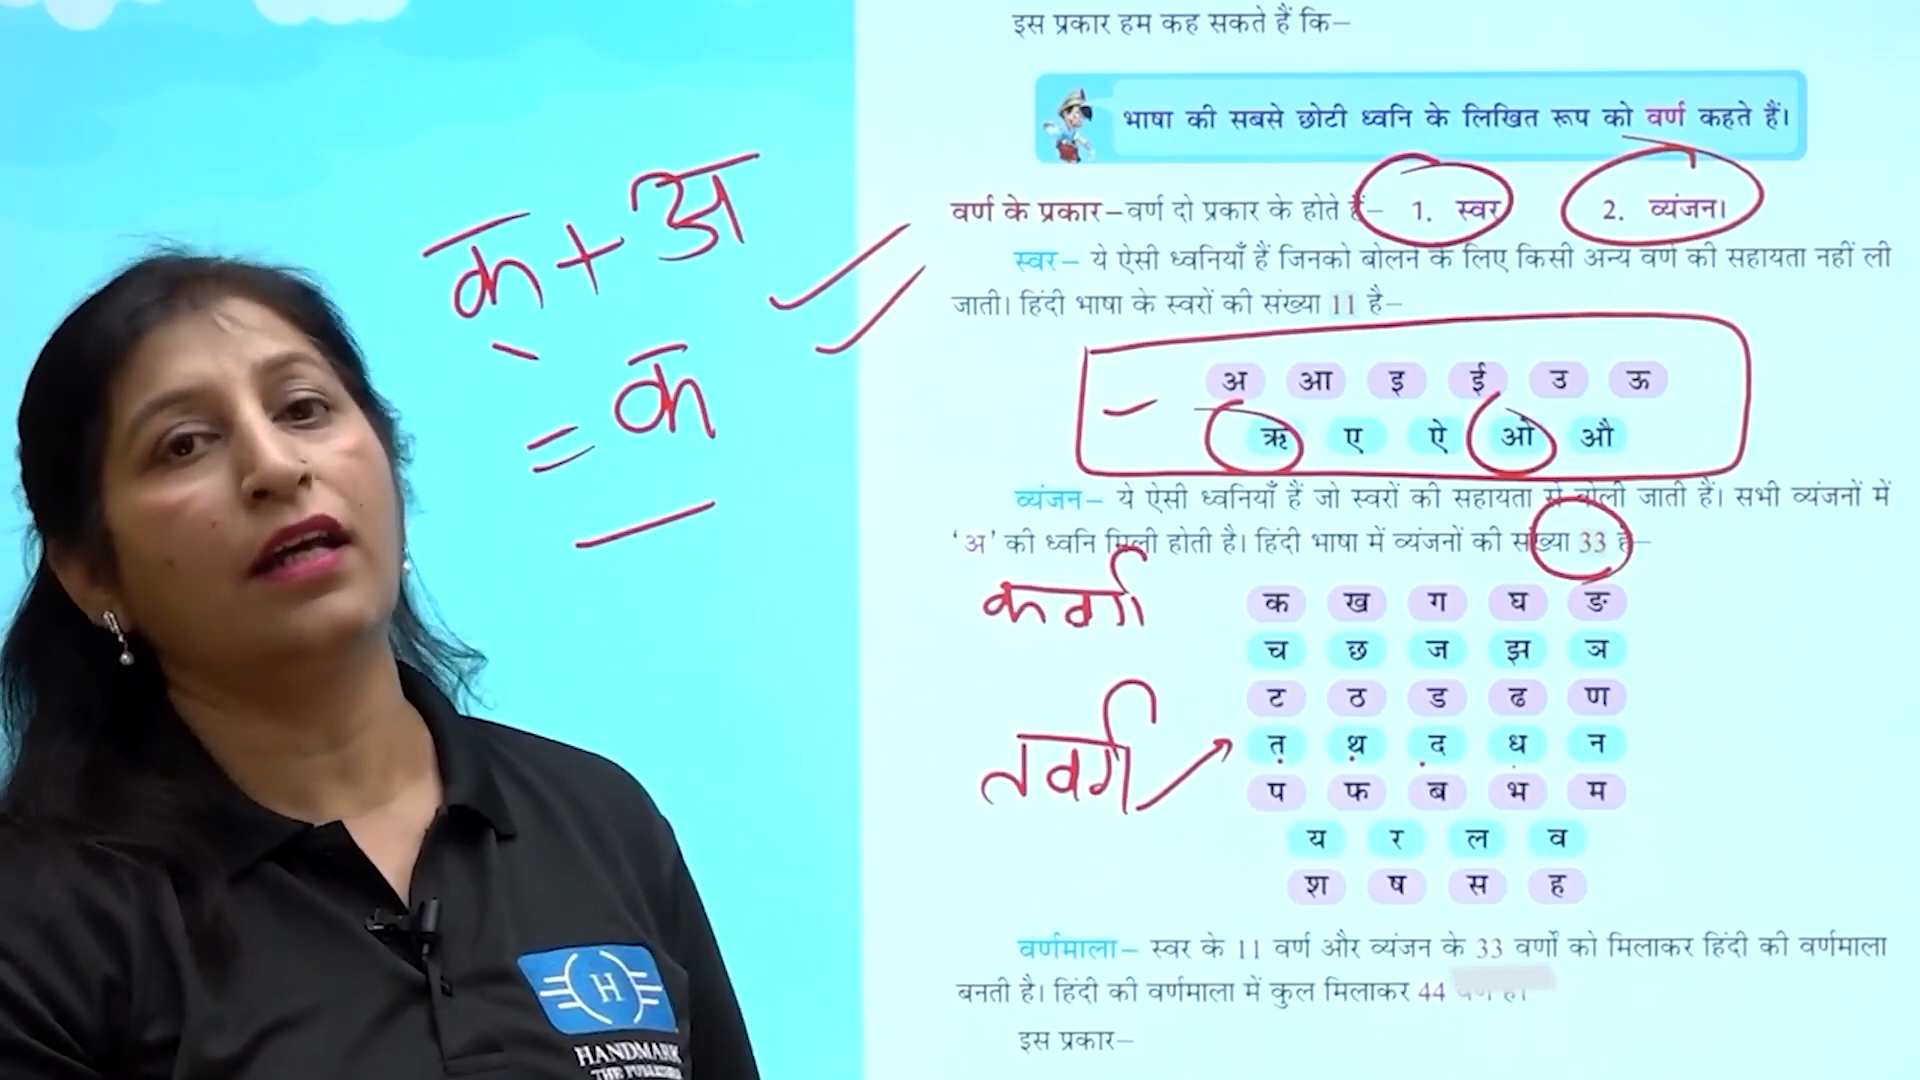 इस प्रकार हम कह सकते हैं कि–
भाषा की सबसे छोटी ध्वनि के लिखित रूप को वर्ण कहते हैं।
वर्ण के प्रकार–वर्ण दो प्रकार के होते हैं– 1. स्वर 2. व्यंजन।
स्वर– ये ऐसी ध्वनियाँ हैं जिनको बोलने के लिए किसी अन्य वर्ण की सहायता नहीं ली
जाती। हिंदी भाषा के स्वरों की संख्या 11 है–
अ आ इ ई उ ऊ
ऋ ए ऐ ओ औ
व्यंजन– ये ऐसी ध्वनियाँ हैं जो स्वरों की सहायता से बोली जाती हैं। सभी व्यंजनों में
‘अ’ की ध्वनि मिली होती है। हिंदी भाषा में व्यंजनों की संख्या 33 है–
क ख ग घ ङ
च छ ज झ ञ
ट ठ ड ढ ण
त थ द ध न
प फ ब भ म
य र ल व
श ष स ह
वर्णमाला– स्वर के 11 वर्ण और व्यंजन के 33 वर्णों को मिलाकर हिंदी की वर्णमाला
बनती है। हिंदी की वर्णमाला में कुल मिलाकर 44 वर्ण हैं।
इस प्रकार–
क + अ
= क
तवर्ग
H
HANDMARK